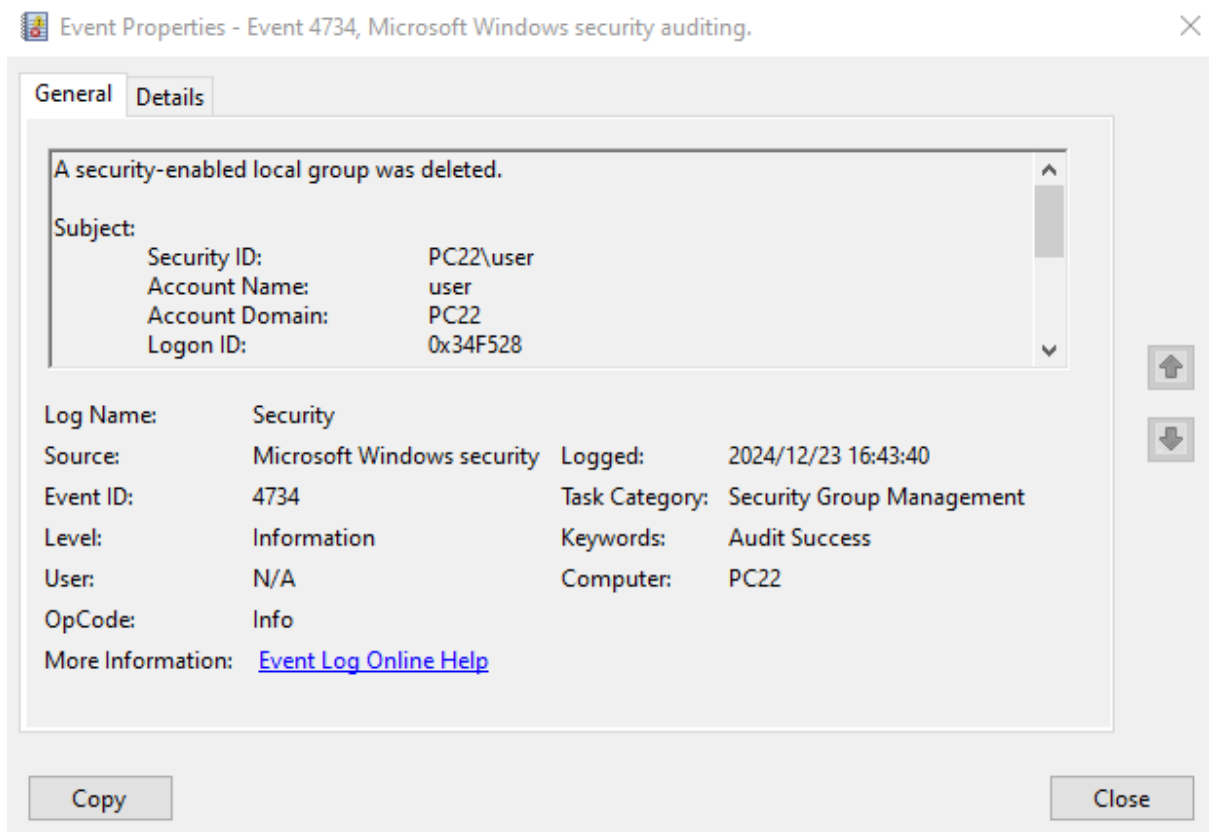 Event Properties - Event 4734, Microsoft Windows security auditing.
General Details
A security-enabled local group was deleted.
Subject:
Security ID: PC22\user
Account Name: user
Account Domain: PC22
Logon ID: 0x34F528
Log Name: Security
Source: Microsoft Windows security Logged: 2024/12/23 16:43:40
Event ID: 4734 Task Category: Security Group Management
Level: Information Keywords: Audit Success
User: N/A Computer: PC22
OpCode: Info
More Information: Event Log Online Help
Copy Close